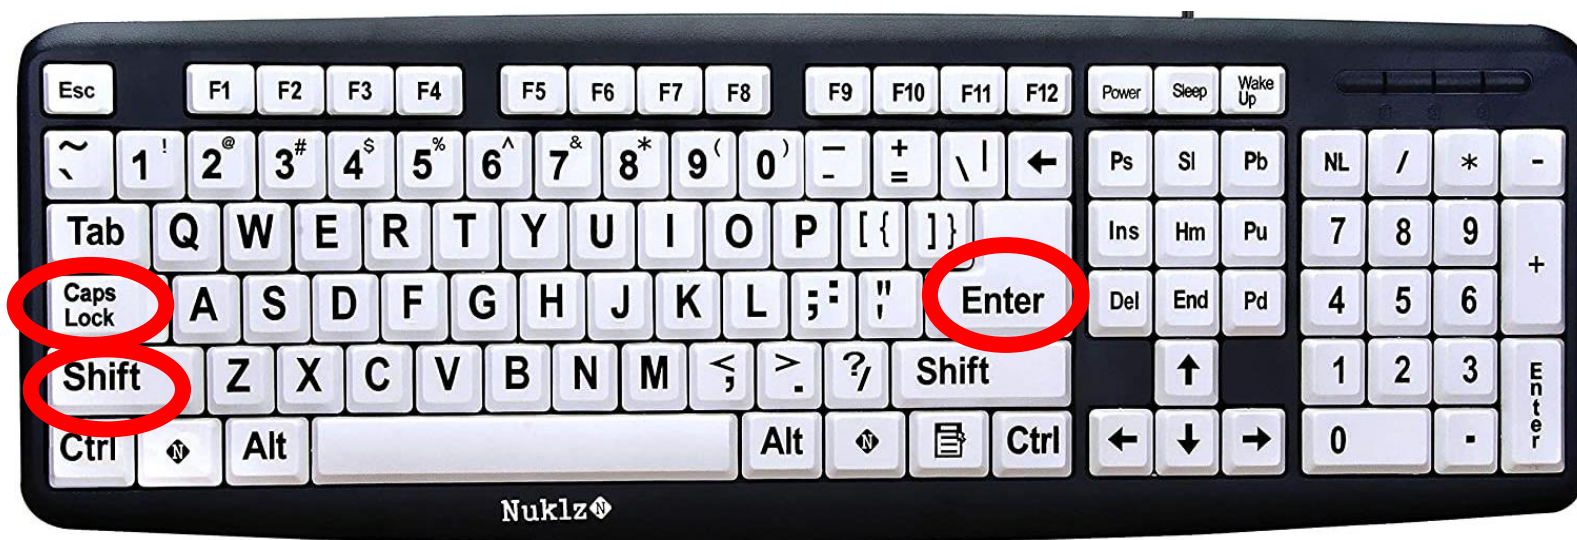 Esc F1 F2 F3 F4 F5 F6 F7 F8 F9 F10 F11 F12 Power Sleep Wake Up
~ ` 1 ! 2 @ 3 # 4 $ 5 % 6 ^ 7 & 8 * 9 ( 0 ) _ - + = \ | ← Ps Sl Pb NL / * -
Tab Q W E R T Y U I O P [ { ] } Ins Hm Pu 7 8 9 +
Caps Lock A S D F G H J K L ; : " ' Enter Del End Pd 4 5 6
Shift Z X C V B N M < , > . ? / Shift ↑ 1 2 3 Enter
Ctrl N Alt Alt N Ctrl ← ↓ → 0 .
Nuklz N